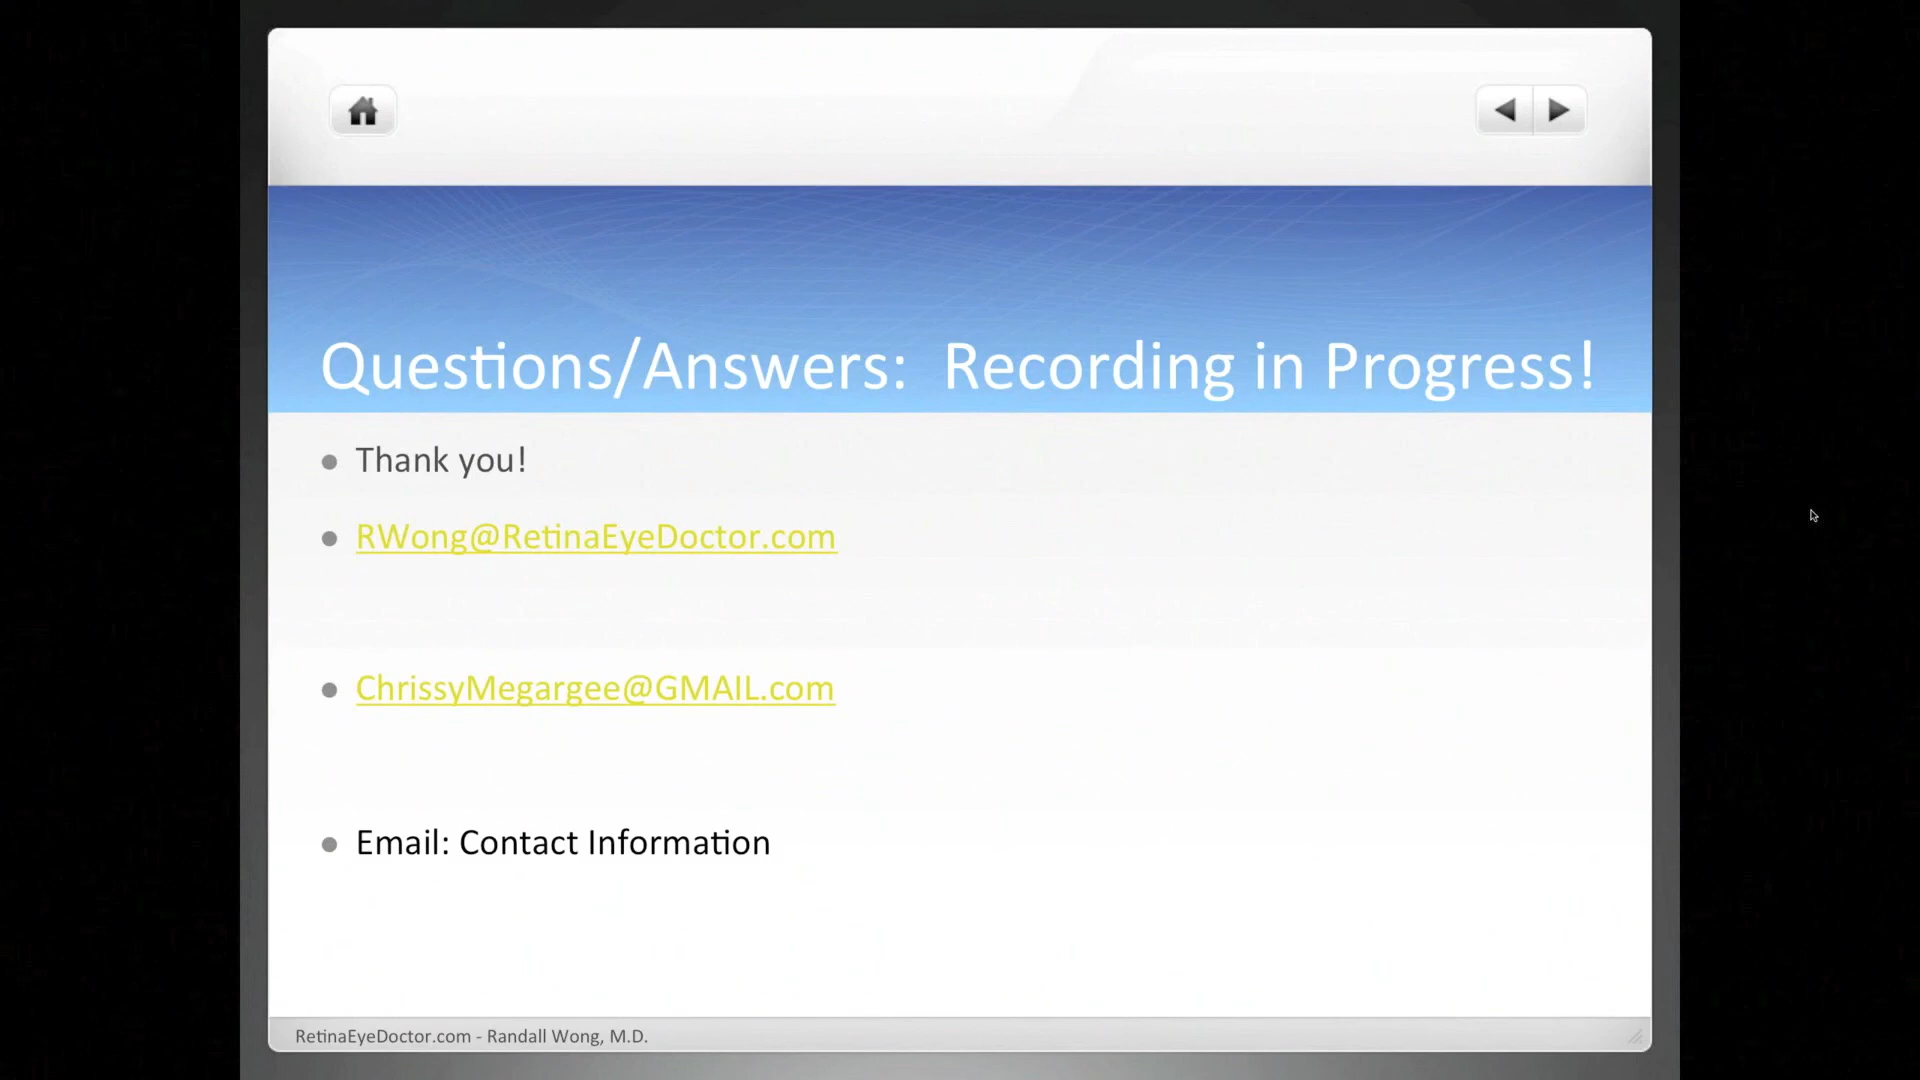 Questions/Answers:  Recording in Progress!
Thank you!
RWong@RetinaEyeDoctor.com
ChrissyMegargee@GMAIL.com
Email: Contact Information
RetinaEyeDoctor.com - Randall Wong, M.D.